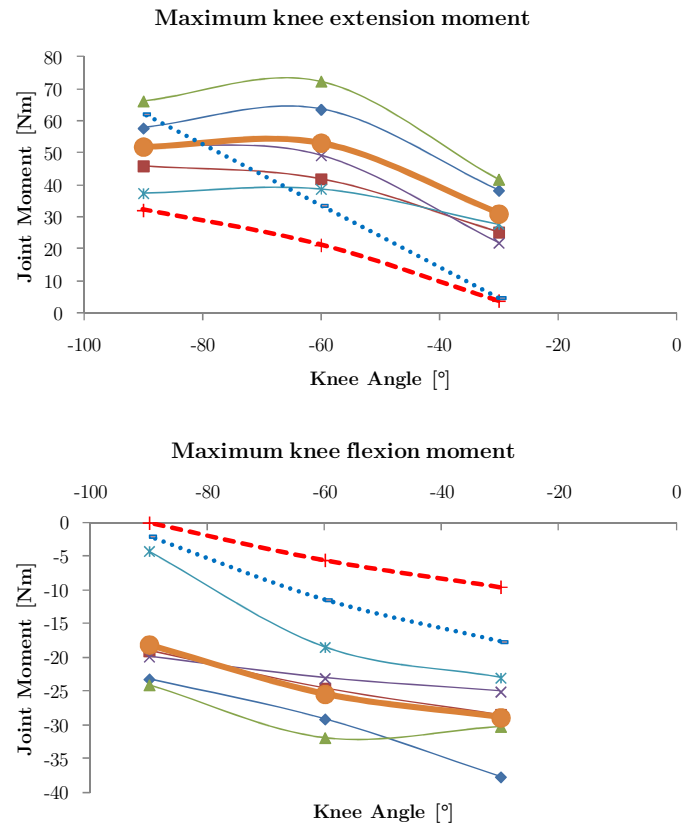 Maximum knee extension moment
80
70
60
50
40
30
20
10
0
Joint Moment [Nm]
-100 -80 -60 -40 -20 0
Knee Angle [°]
Maximum knee flexion moment
-100 -80 -60 -40 -20 0
0
-5
-10
-15
-20
-25
-30
-35
-40
Joint Moment [Nm]
Knee Angle [°]